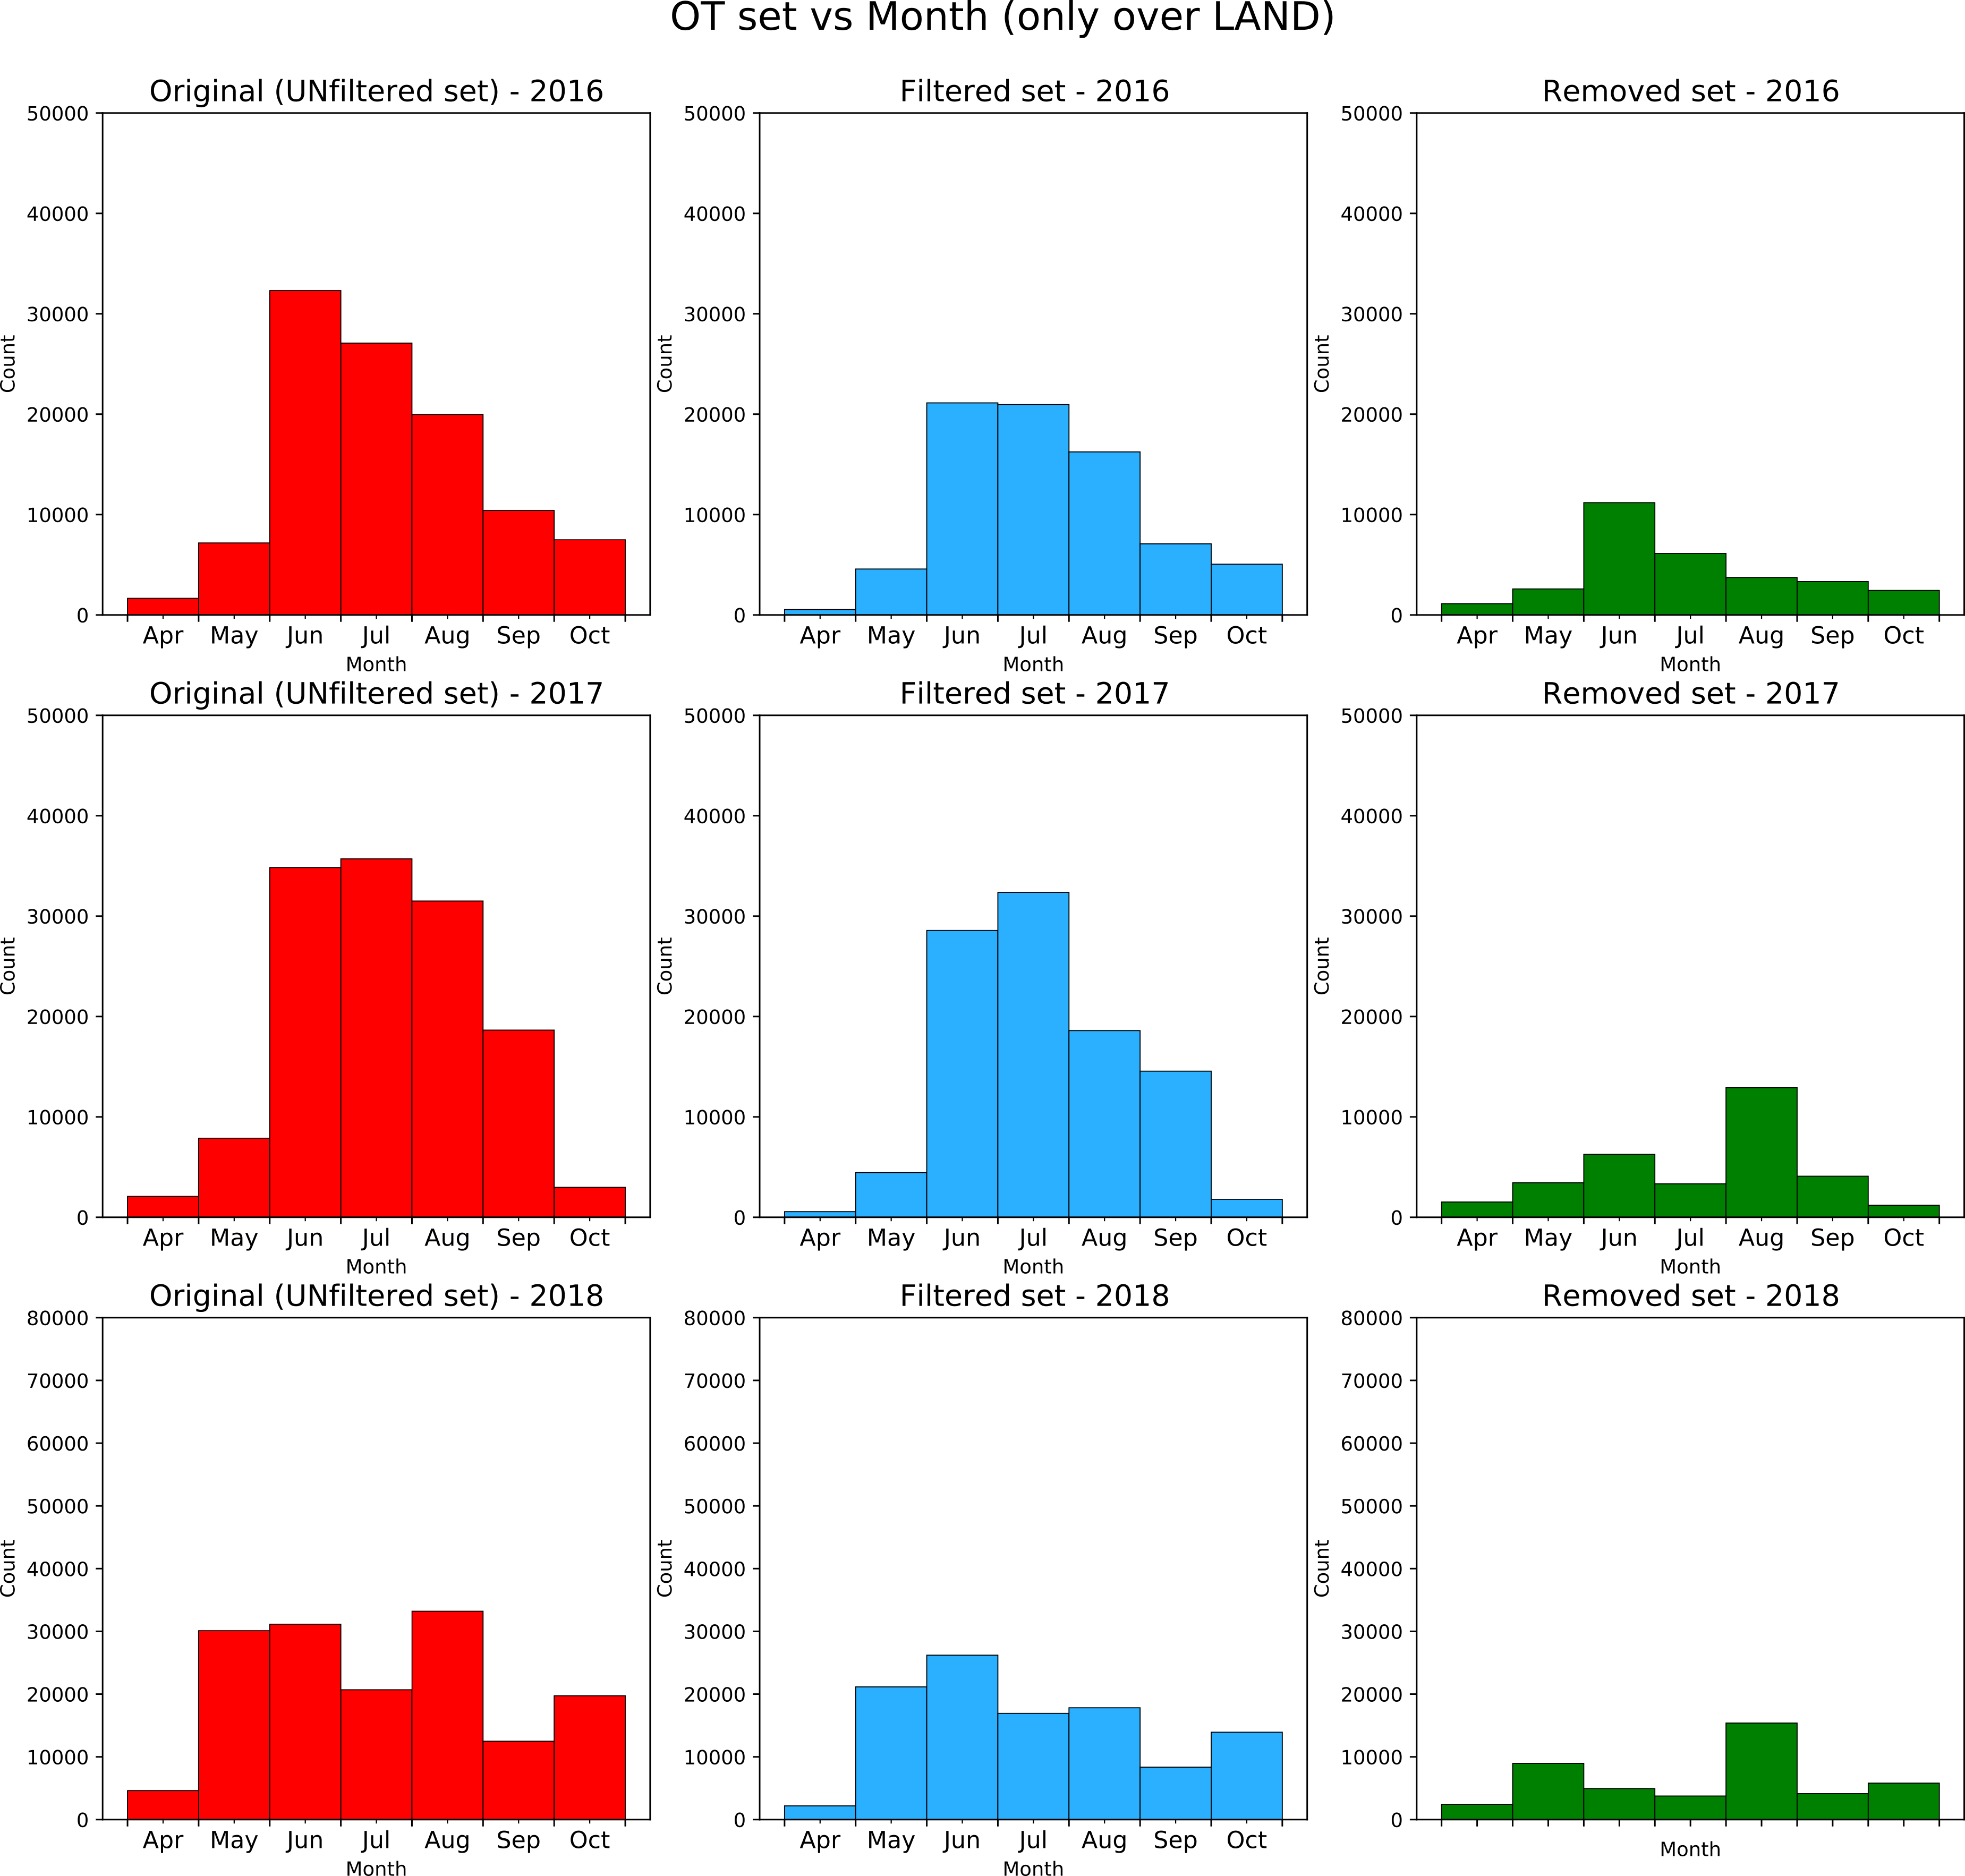 OT set vs Month (only over LAND)
Original (UNfiltered set) - 2016
50000
40000
30000
20000
10000
0
Count
Apr May Jun Jul Aug Sep Oct
Month
Filtered set - 2016
50000
40000
30000
20000
10000
0
Count
Apr May Jun Jul Aug Sep Oct
Month
Removed set - 2016
50000
40000
30000
20000
10000
0
Count
Apr May Jun Jul Aug Sep Oct
Month
Original (UNfiltered set) - 2017
50000
40000
30000
20000
10000
0
Count
Apr May Jun Jul Aug Sep Oct
Month
Filtered set - 2017
50000
40000
30000
20000
10000
0
Count
Apr May Jun Jul Aug Sep Oct
Month
Removed set - 2017
50000
40000
30000
20000
10000
0
Count
Apr May Jun Jul Aug Sep Oct
Month
Original (UNfiltered set) - 2018
80000
70000
60000
50000
40000
30000
20000
10000
0
Count
Apr May Jun Jul Aug Sep Oct
Month
Filtered set - 2018
80000
70000
60000
50000
40000
30000
20000
10000
0
Count
Apr May Jun Jul Aug Sep Oct
Month
Removed set - 2018
80000
70000
60000
50000
40000
30000
20000
10000
0
Count
Month